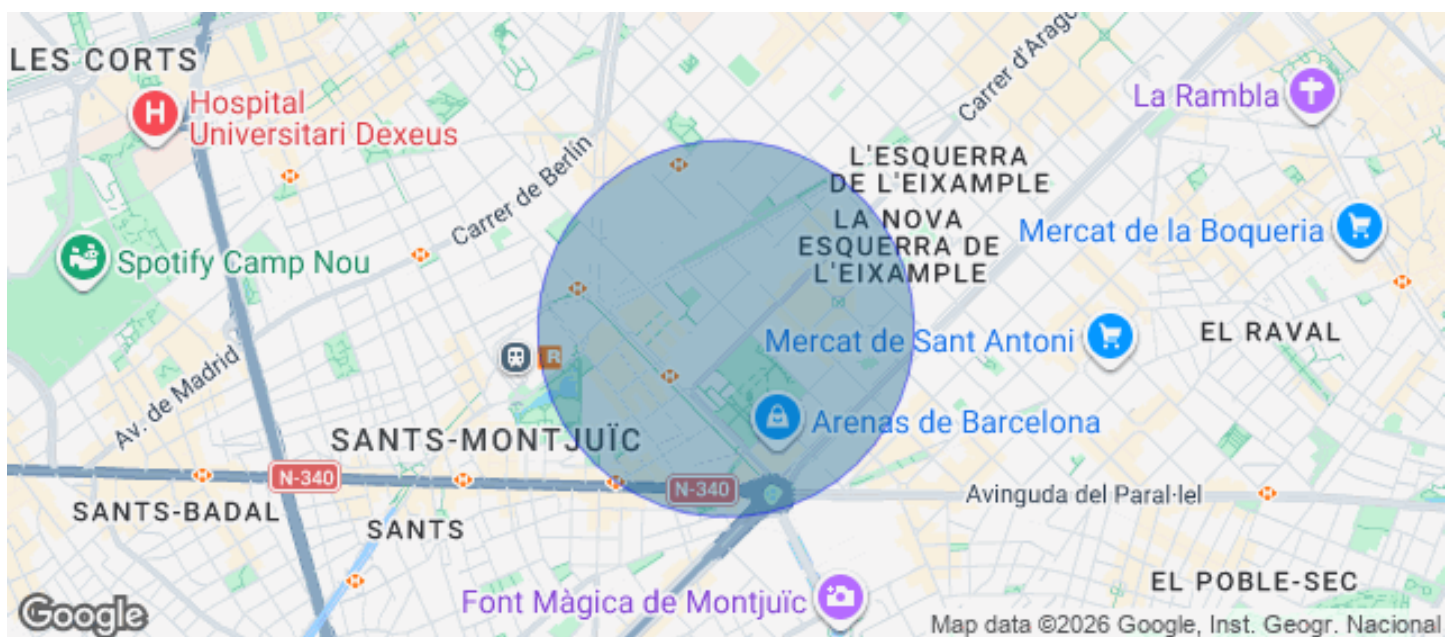 LES CORTS
H
Hospital
Universitari Dexeus
Carrer de Berlín
Carrer d'Arago
La Rambla
L'ESQUERRA
DE L'EIXAMPLE
LA NOVA
ESQUERRA DE
L'EIXAMPLE
Mercat de la Boqueria
Spotify Camp Nou
Mercat de Sant Antoni
EL RAVAL
R
Av. de Madrid
Arenas de Barcelona
SANTS-MONTJUÏC
N-340
N-340
Avinguda del Paral·lel
SANTS-BADAL
SANTS
EL POBLE-SEC
Font Màgica de Montjuïc
Google
Map data ©2026 Google, Inst. Geogr. Nacional